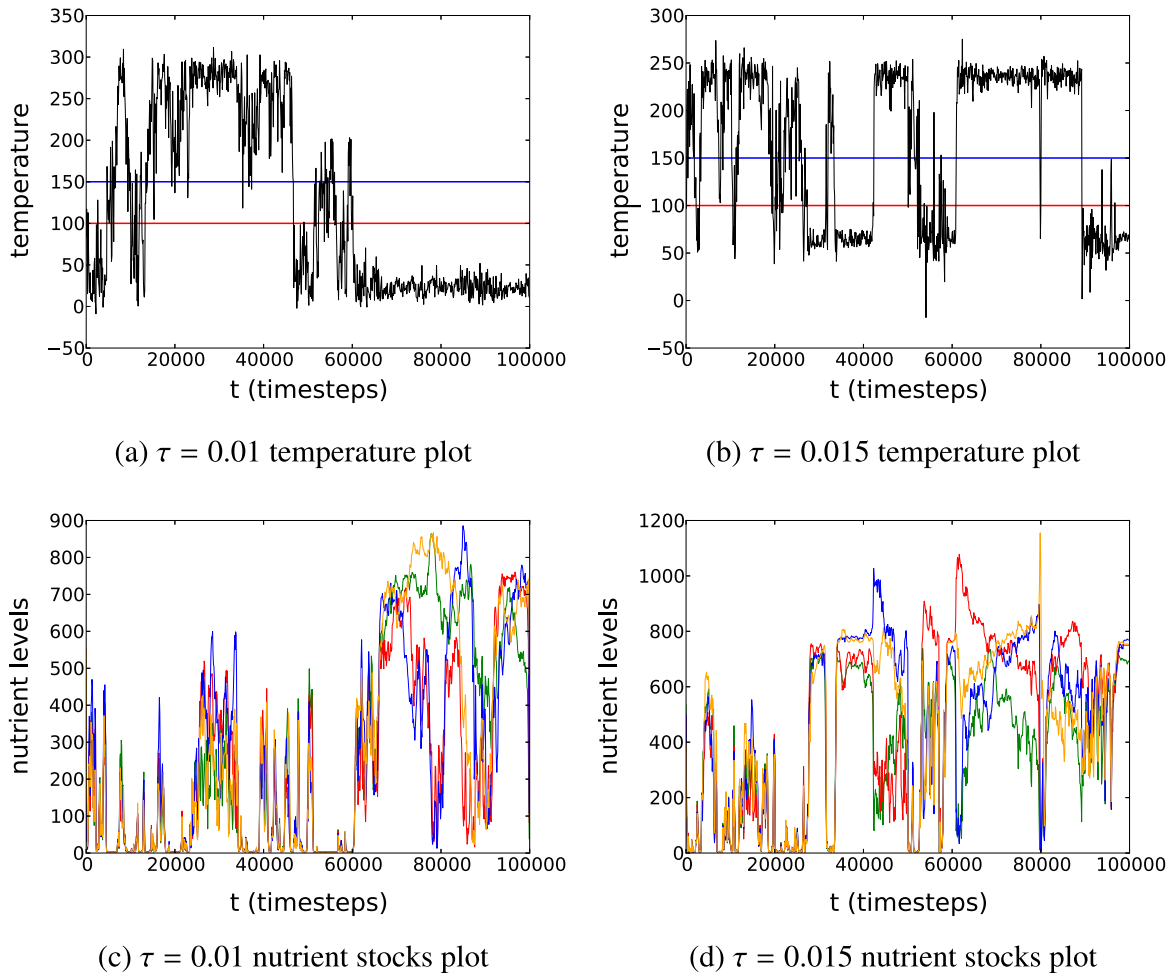 350
300
250
200
150
100
50
0
−50
temperature
0 20000 40000 60000 80000 100000
t (timesteps)
(a) τ = 0.01 temperature plot
300
250
200
150
100
50
0
−50
temperature
0 20000 40000 60000 80000 100000
t (timesteps)
(b) τ = 0.015 temperature plot
900
800
700
600
500
400
300
200
100
0
nutrient levels
0 20000 40000 60000 80000 100000
t (timesteps)
(c) τ = 0.01 nutrient stocks plot
1200
1000
800
600
400
200
0
nutrient levels
0 20000 40000 60000 80000 100000
t (timesteps)
(d) τ = 0.015 nutrient stocks plot